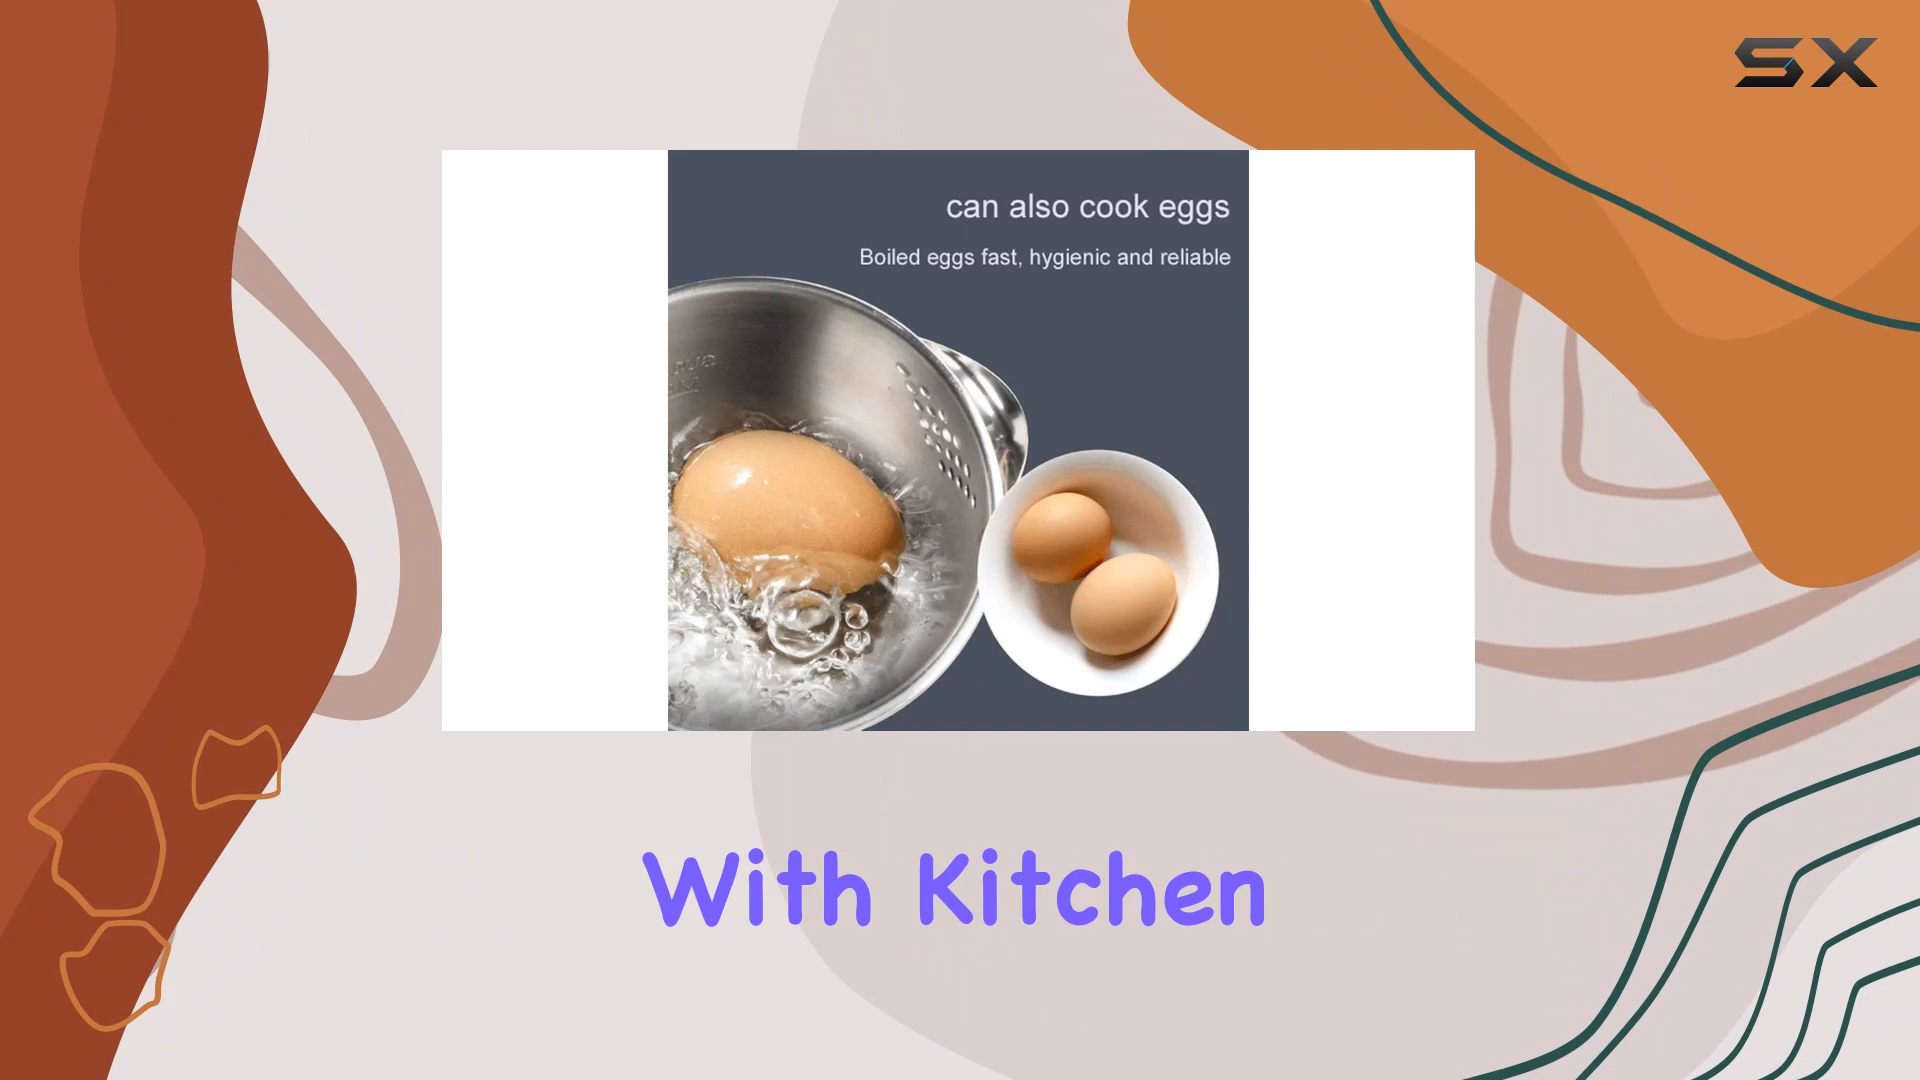 SX
can also cook eggs
Boiled eggs fast, hygienic and reliable
With Kitchen